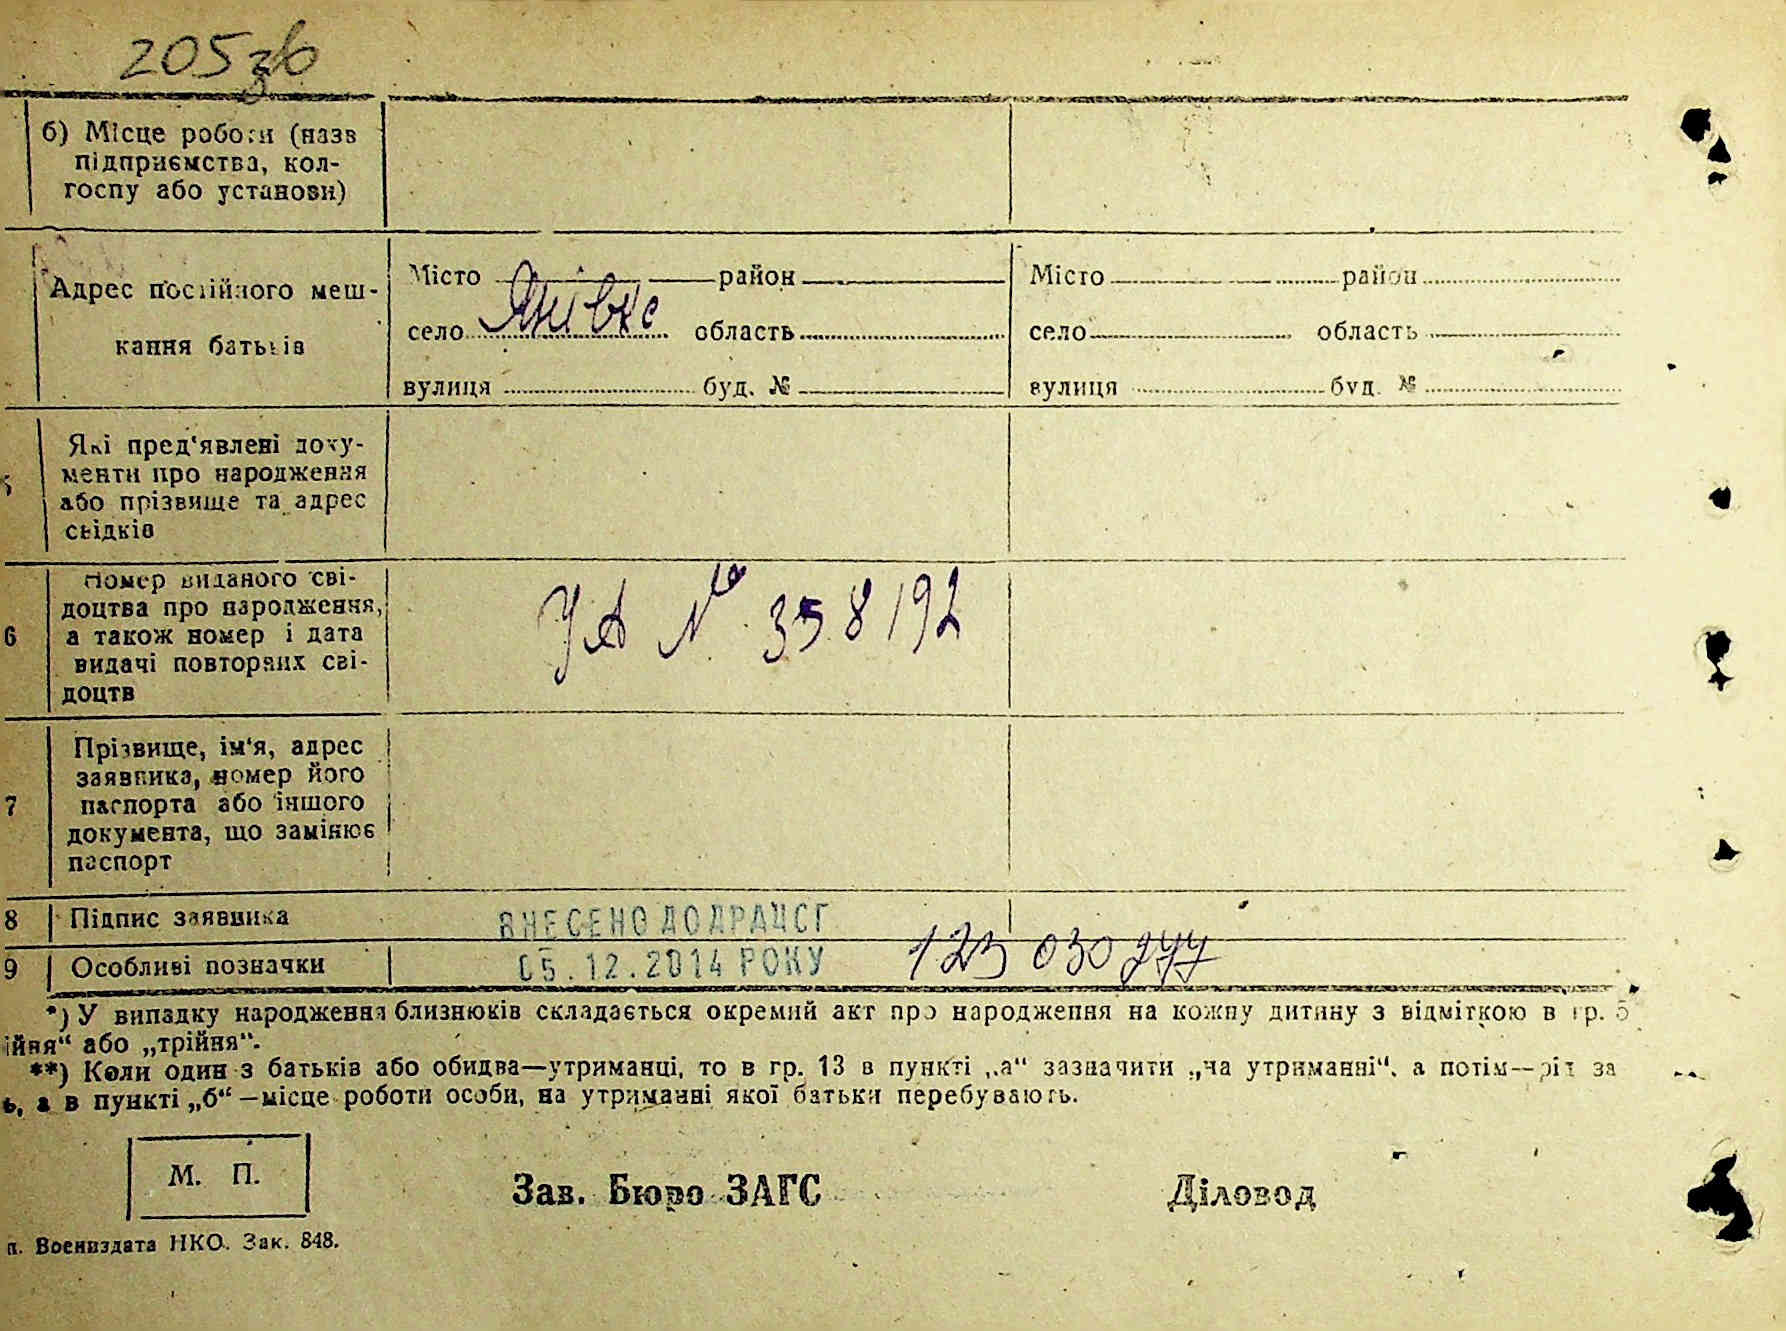 205 зв
б) Місце роботи (назв
підприємства, кол-
госпу або установи)
Адрес постійного меш-
кання батьків
Місто район
село Янівка область
вулиця буд. №
Місто район
село область
вулиця буд. №
5 Які пред'явлені доку-
менти про народження
або прізвище та адрес
свідків
6 Номер виданого сві-
доцтва про народження,
а також номер і дата
видачі повторних сві-
доцтв
УА № 358192
7 Прізвище, ім'я, адрес
заявника, номер його
паспорта або іншого
документа, що замінює
паспорт
8 Підпис заявника
ВНЕСЕНО ДО ДРАЦСГ
9 Особливі позначки
05.12.2014 РОКУ 123 030 277
*) У випадку народження близнюків складається окремий акт про народження на кожну дитину з відміткою в гр. 5
ійня" або „трійня".
**) Коли один з батьків або обидва—утриманці, то в гр. 13 в пункті „а" зазначити „на утриманні", а потім—рід за
ь, а в пункті „б"—місце роботи особи, на утриманні якої батьки перебувають.
М. П.
Зав. Бюро ЗАГС Діловод
п. Воениздата НКО. Зак. 848.